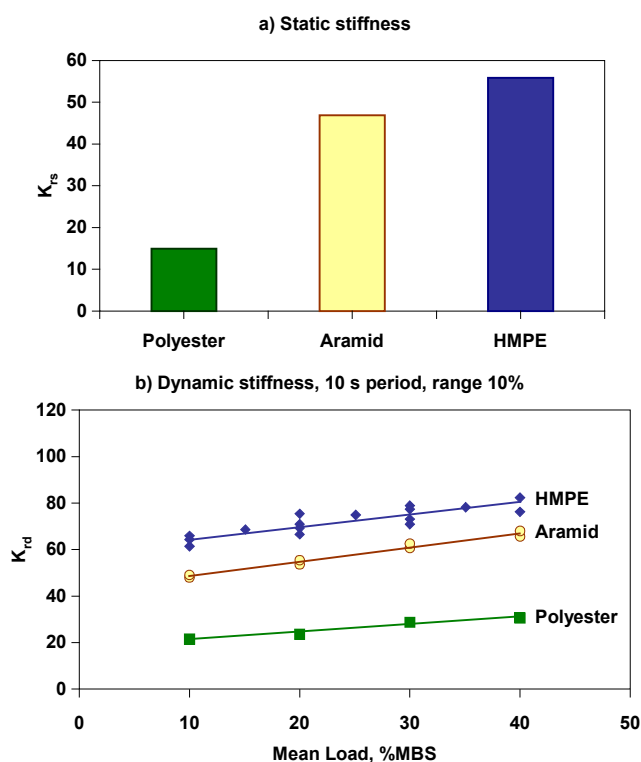 a) Static stiffness
60
50
40
30
20
10
0
Krs
Polyester Aramid HMPE
b) Dynamic stiffness, 10 s period, range 10%
120
100
80
60
40
20
0
Krd
HMPE
Aramid
Polyester
0 10 20 30 40 50
Mean Load, %MBS